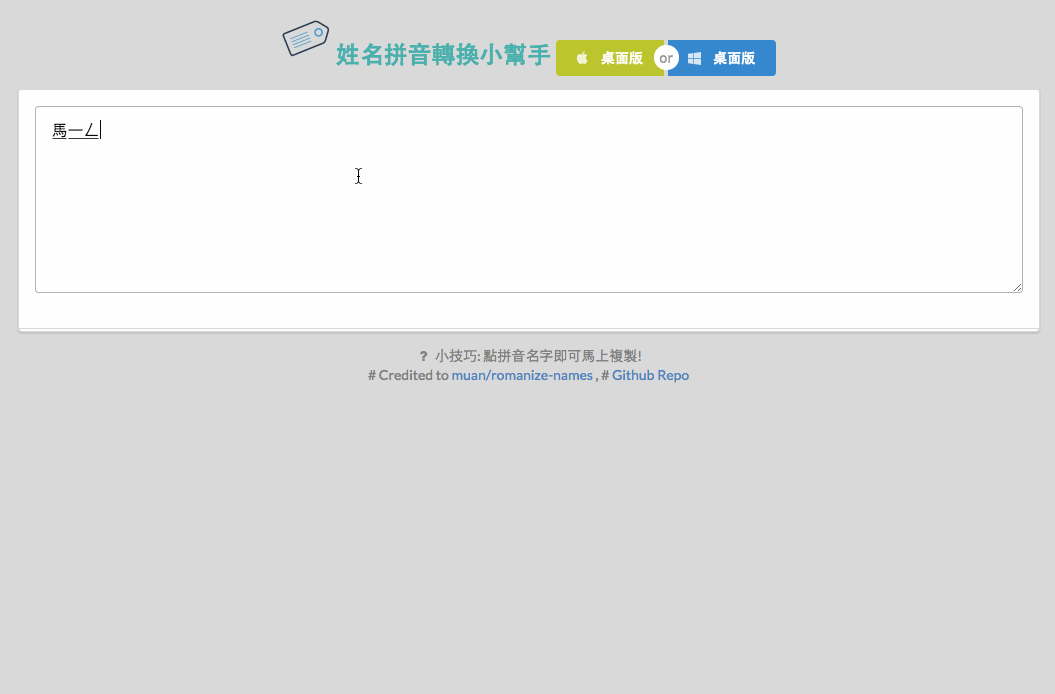 姓名拼音轉換小幫手 桌面版 or 桌面版
馬ㄧㄥ
? 小技巧: 點拼音名字即可馬上複製!
# Credited to muan/romanize-names , # Github Repo